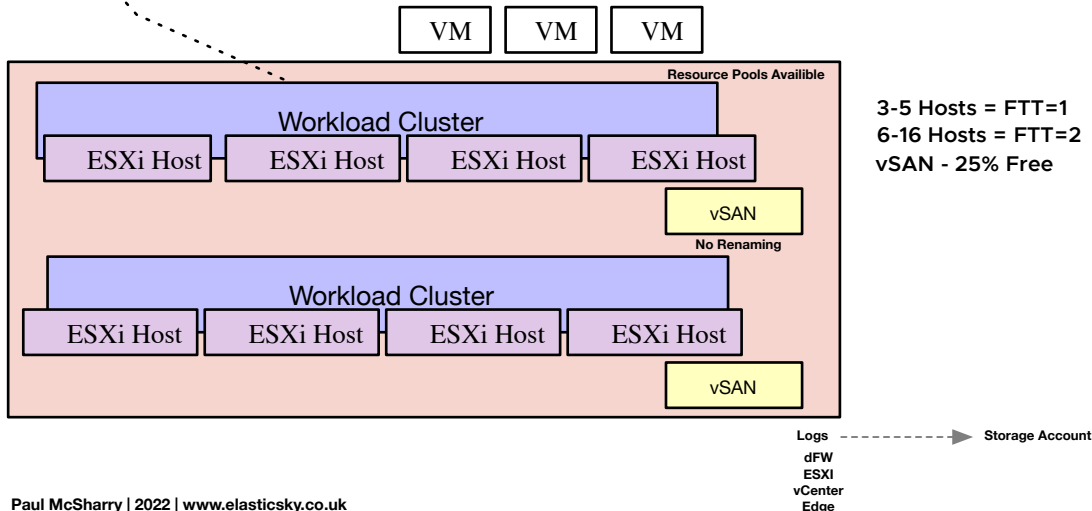 VM VM VM
Resource Pools Availible
Workload Cluster
ESXi Host ESXi Host ESXi Host ESXi Host
vSAN
No Renaming
Workload Cluster
ESXi Host ESXi Host ESXi Host ESXi Host
vSAN
3-5 Hosts = FTT=1
6-16 Hosts = FTT=2
vSAN - 25% Free
Logs Storage Account
dFW
ESXI
vCenter
Edge
Paul McSharry | 2022 | www.elasticsky.co.uk